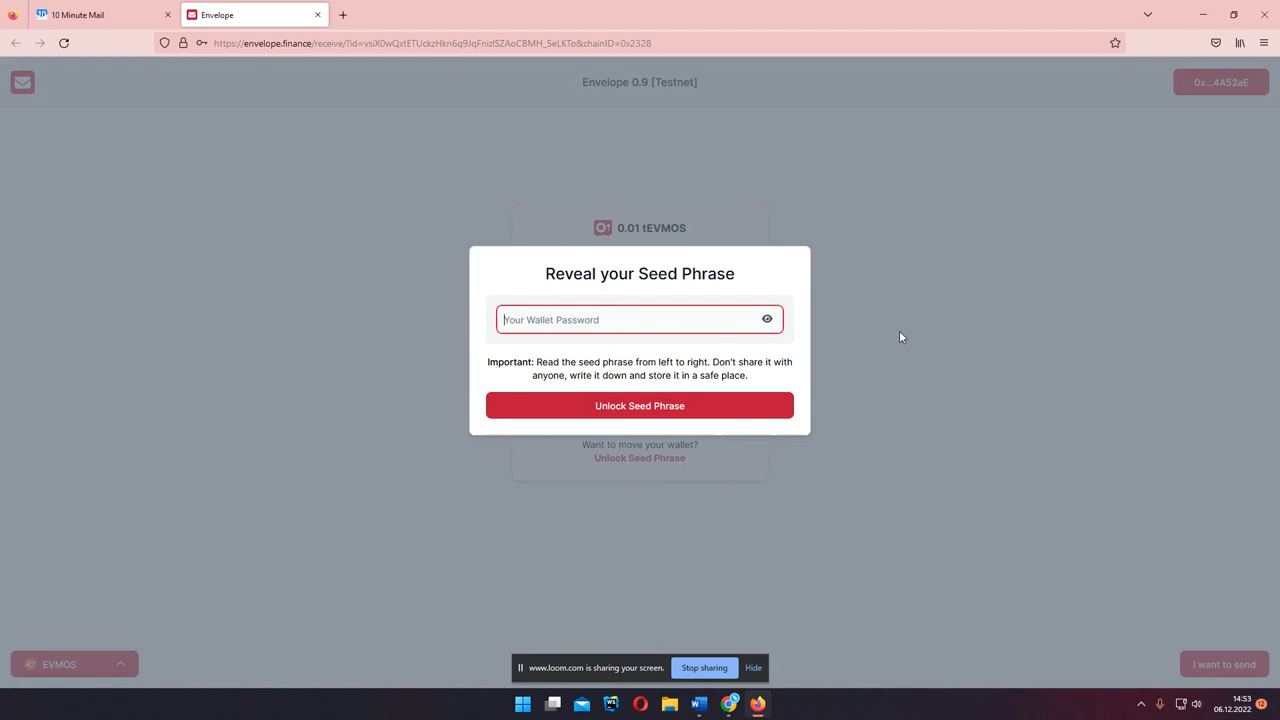 10 Minute Mail
Envelope
https://envelope.finance/receive/?id=vsiX0wQxtETUckzHkn6q9JqFnizlSZAoCBMH_5eLKTo&chainID=0x2328
Envelope 0.9 [Testnet]
0x...4A52aE
0.01 tEVMOS
Reveal your Seed Phrase
Your Wallet Password
Important: Read the seed phrase from left to right. Don't share it with
anyone, write it down and store it in a safe place.
Unlock Seed Phrase
Want to move your wallet?
Unlock Seed Phrase
EVMOS
I want to send
www.loom.com is sharing your screen.
Stop sharing
Hide
14:53
06.12.2022